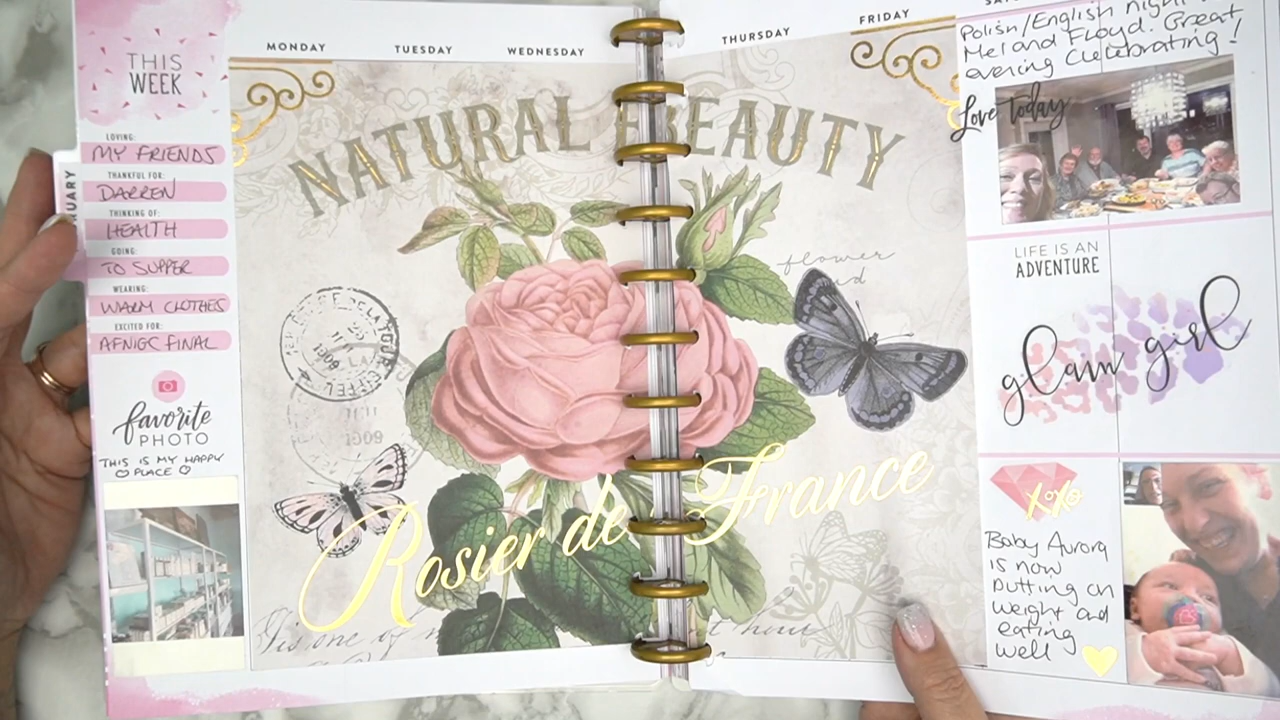 THIS
WEEK
LOVING:
MY FRIENDS
THANKFUL FOR:
DARREN
THINKING OF:
HEALTH
GOING:
TO SUPPER
WEARING:
WARM CLOTHES
EXCITED FOR:
AFNIGC FINAL
favorite
PHOTO
THIS IS MY HAPPY
PLACE
UARY
MONDAY
TUESDAY
WEDNESDAY
THURSDAY
FRIDAY
NATURAL BEAUTY
flower
1909
EIFFEL
1909
Rosier de France
Polish/English night
Mel and Floyd. Great
evening Celebrating!
Love today
LIFE IS AN
ADVENTURE
glam girl
XOXO
Baby Aurora
is now
putting on
weight and
eating
well